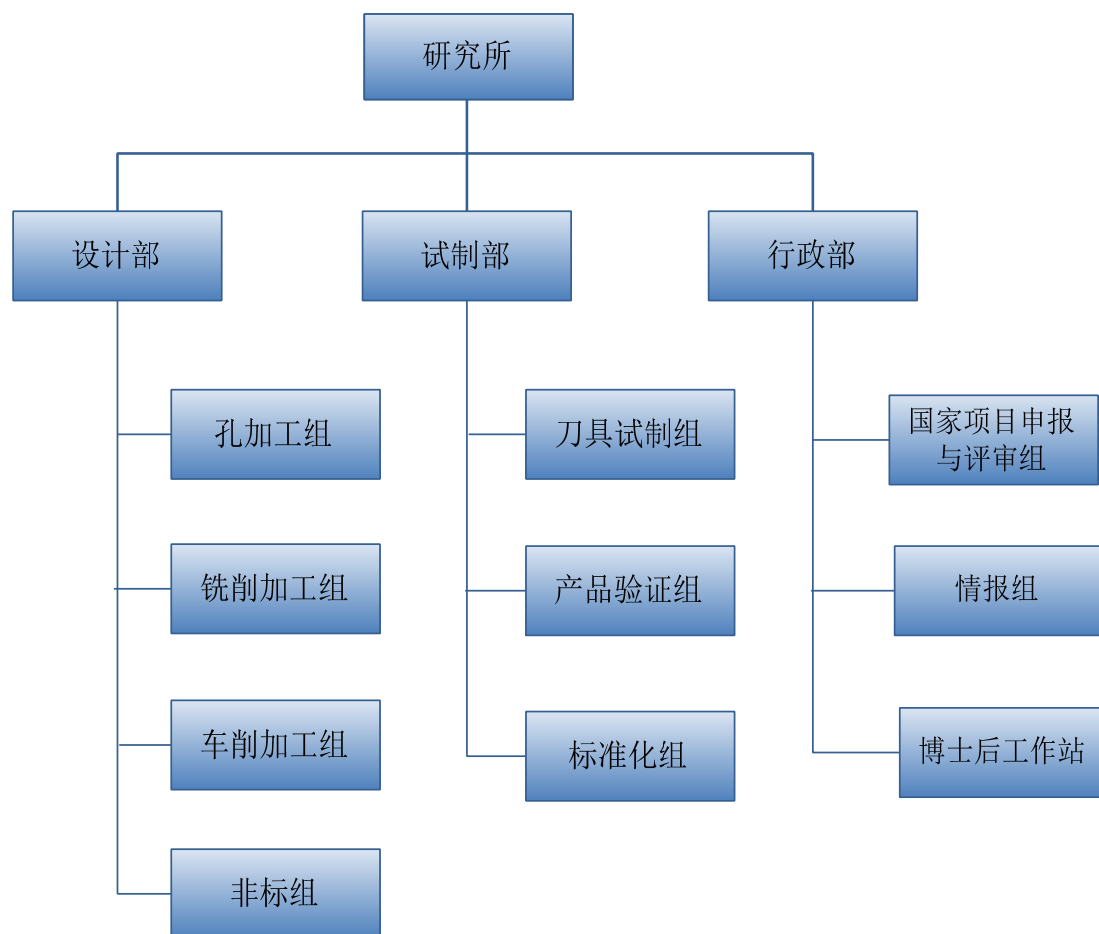 研究所
设计部
试制部
行政部
孔加工组
刀具试制组
国家项目申报
与评审组
铣削加工组
产品验证组
情报组
车削加工组
标准化组
博士后工作站
非标组